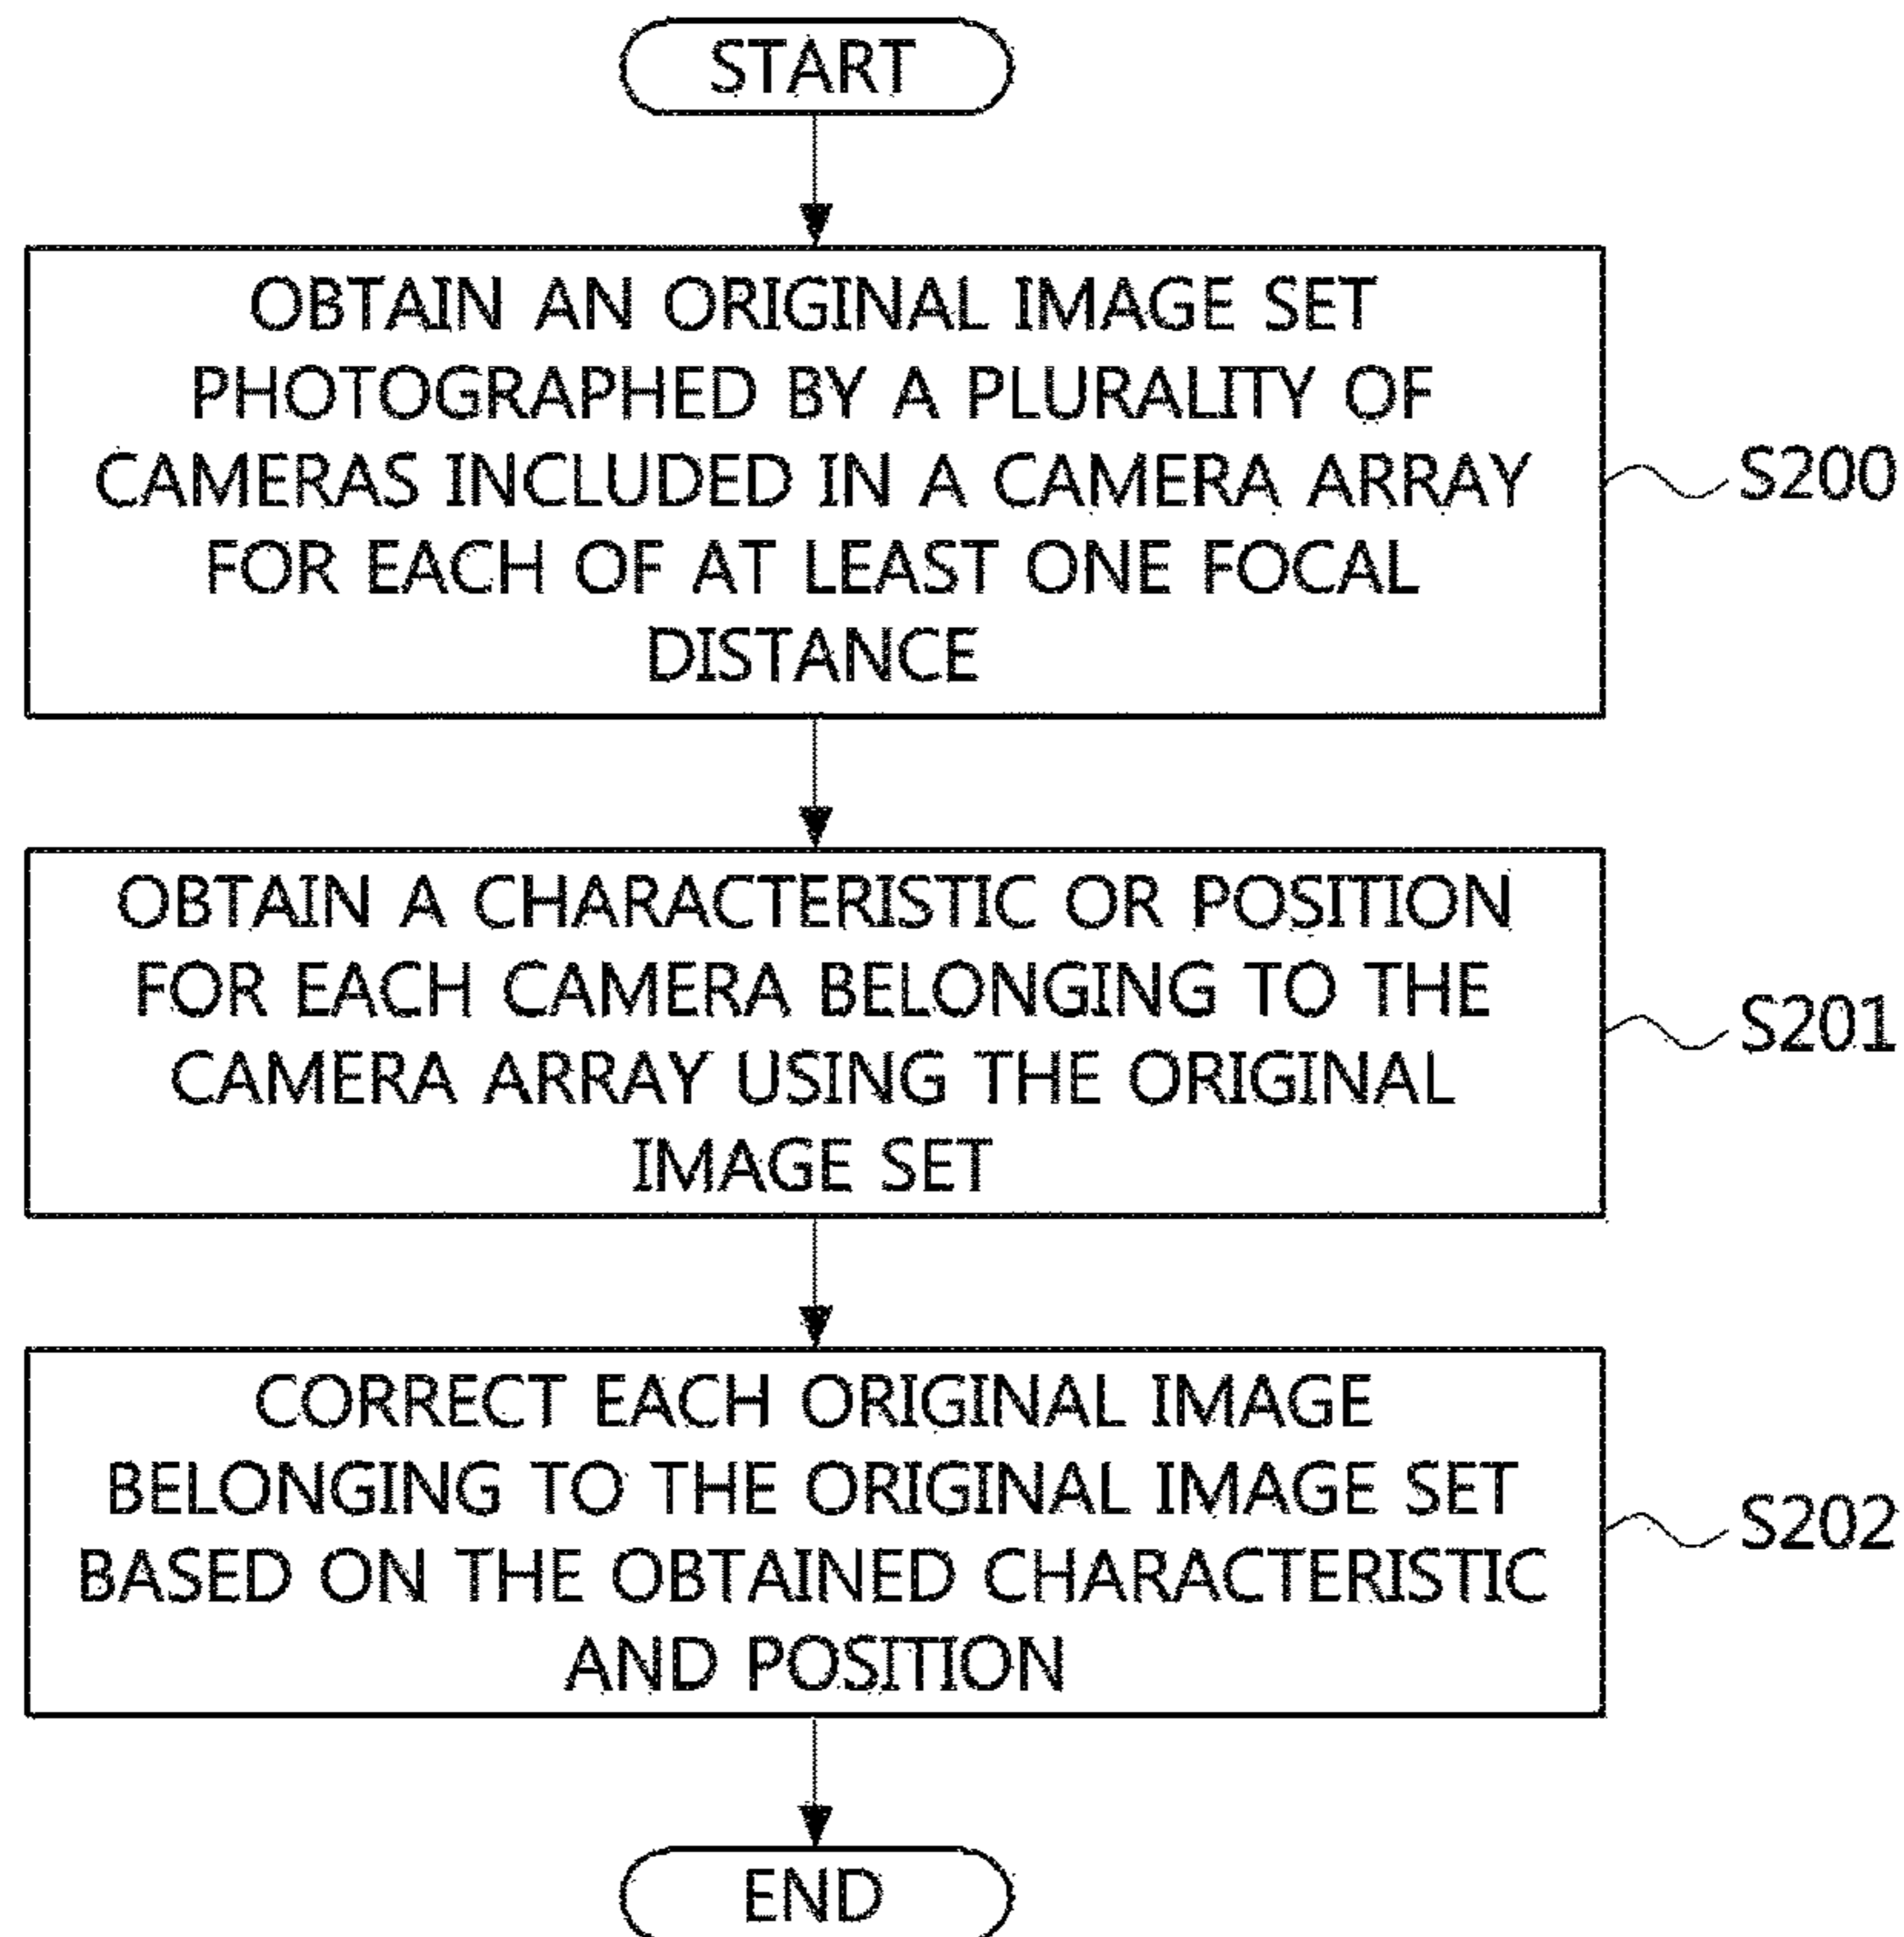 START
OBTAIN AN ORIGINAL IMAGE SET
PHOTOGRAPHED BY A PLURALITY OF
CAMERAS INCLUDED IN A CAMERA ARRAY
FOR EACH OF AT LEAST ONE FOCAL
DISTANCE
S200
OBTAIN A CHARACTERISTIC OR POSITION
FOR EACH CAMERA BELONGING TO THE
CAMERA ARRAY USING THE ORIGINAL
IMAGE SET
S201
CORRECT EACH ORIGINAL IMAGE
BELONGING TO THE ORIGINAL IMAGE SET
BASED ON THE OBTAINED CHARACTERISTIC
AND POSITION
S202
END